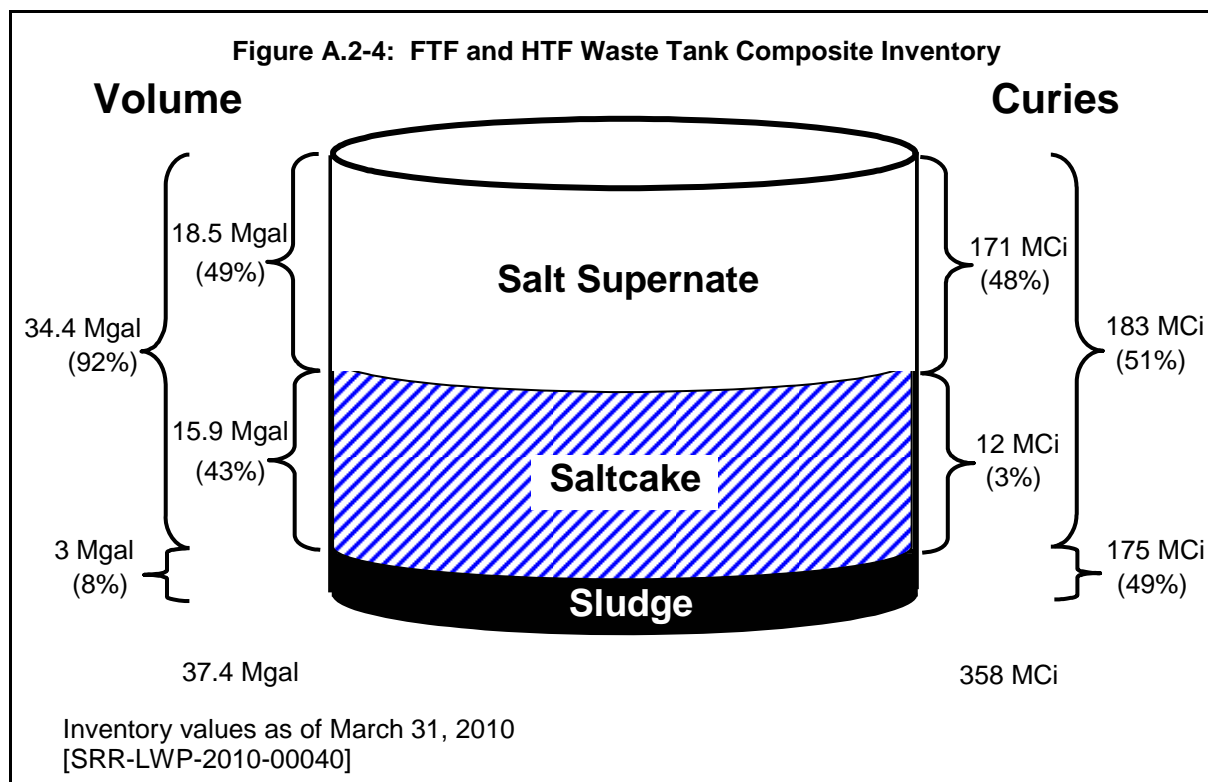 Figure A.2-4: FTF and HTF Waste Tank Composite Inventory
Volume
Curies
18.5 Mgal
(49%)
34.4 Mgal
(92%)
15.9 Mgal
(43%)
3 Mgal
(8%)
Salt Supernate
Saltcake
Sludge
171 MCi
(48%)
183 MCi
(51%)
12 MCi
(3%)
175 MCi
(49%)
37.4 Mgal
358 MCi
Inventory values as of March 31, 2010
[SRR-LWP-2010-00040]